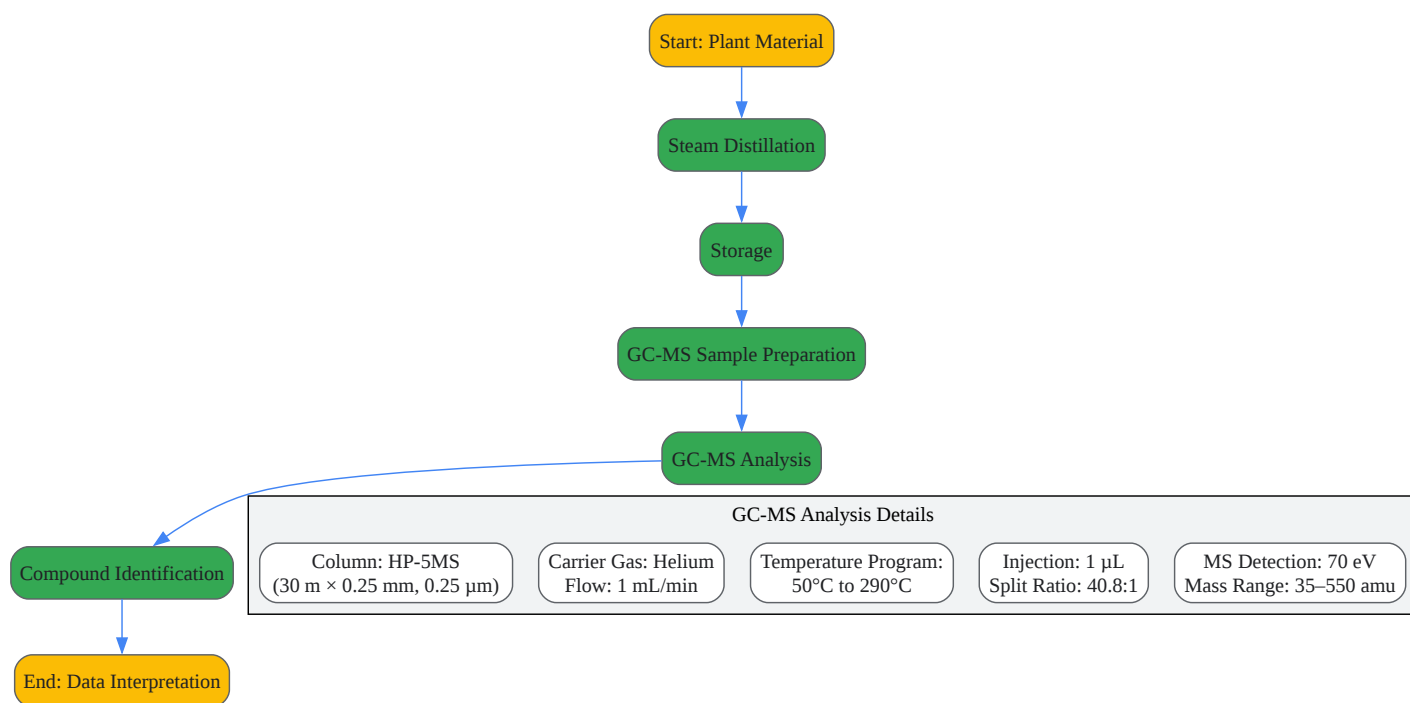 Start: Plant Material
Steam Distillation
Storage
GC-MS Sample Preparation
GC-MS Analysis
GC-MS Analysis Details
Column: HP-5MS
(30 m × 0.25 mm, 0.25 µm)
Carrier Gas: Helium
Flow: 1 mL/min
Temperature Program:
50°C to 290°C
Injection: 1 µL
Split Ratio: 40.8:1
MS Detection: 70 eV
Mass Range: 35–550 amu
Compound Identification
End: Data Interpretation